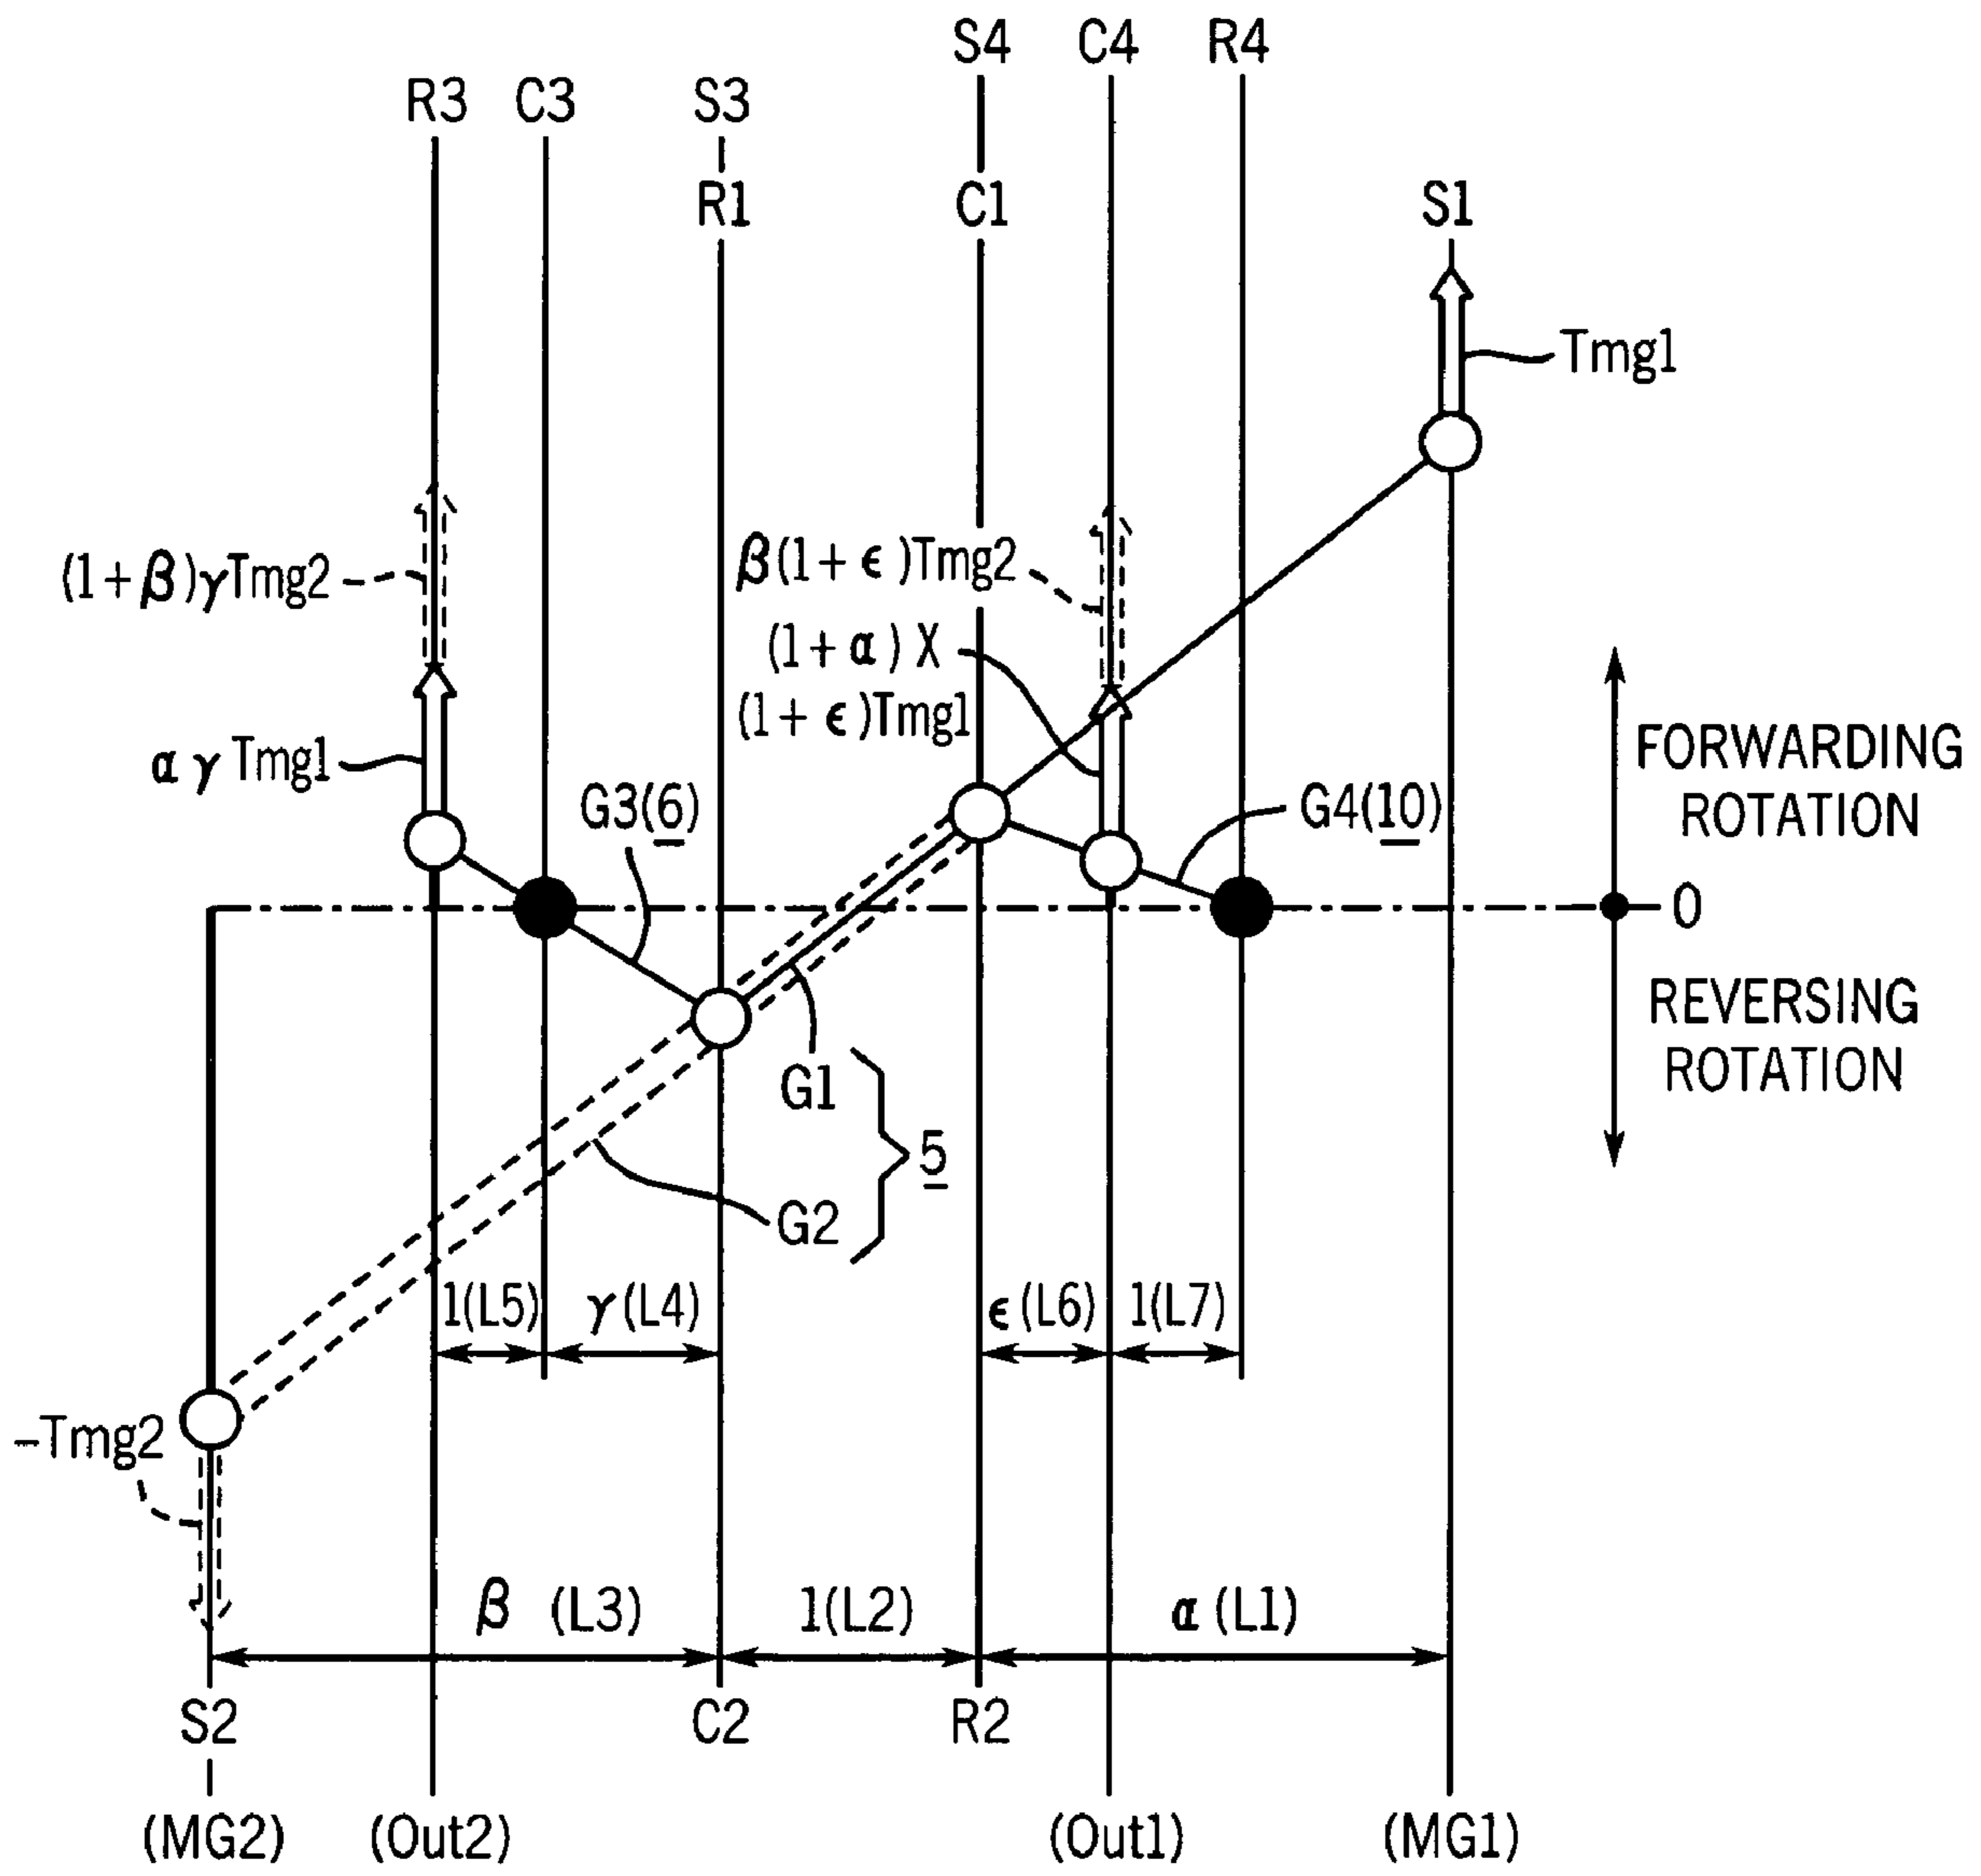 S4 C4 R4
R3 C3 S3
R1 C1 S1
Tmg1
(1+β)γTmg2
β(1+ϵ)Tmg2
(1+α)X
(1+ϵ)Tmg1
αγTmg1
G3(6)
G4(10)
FORWARDING
ROTATION
0
REVERSING
ROTATION
G1
5
G2
1(L5) γ(L4) ϵ(L6) 1(L7)
-Tmg2
β (L3) 1(L2) α(L1)
S2 C2 R2
(MG2) (Out2) (Out1) (MG1)